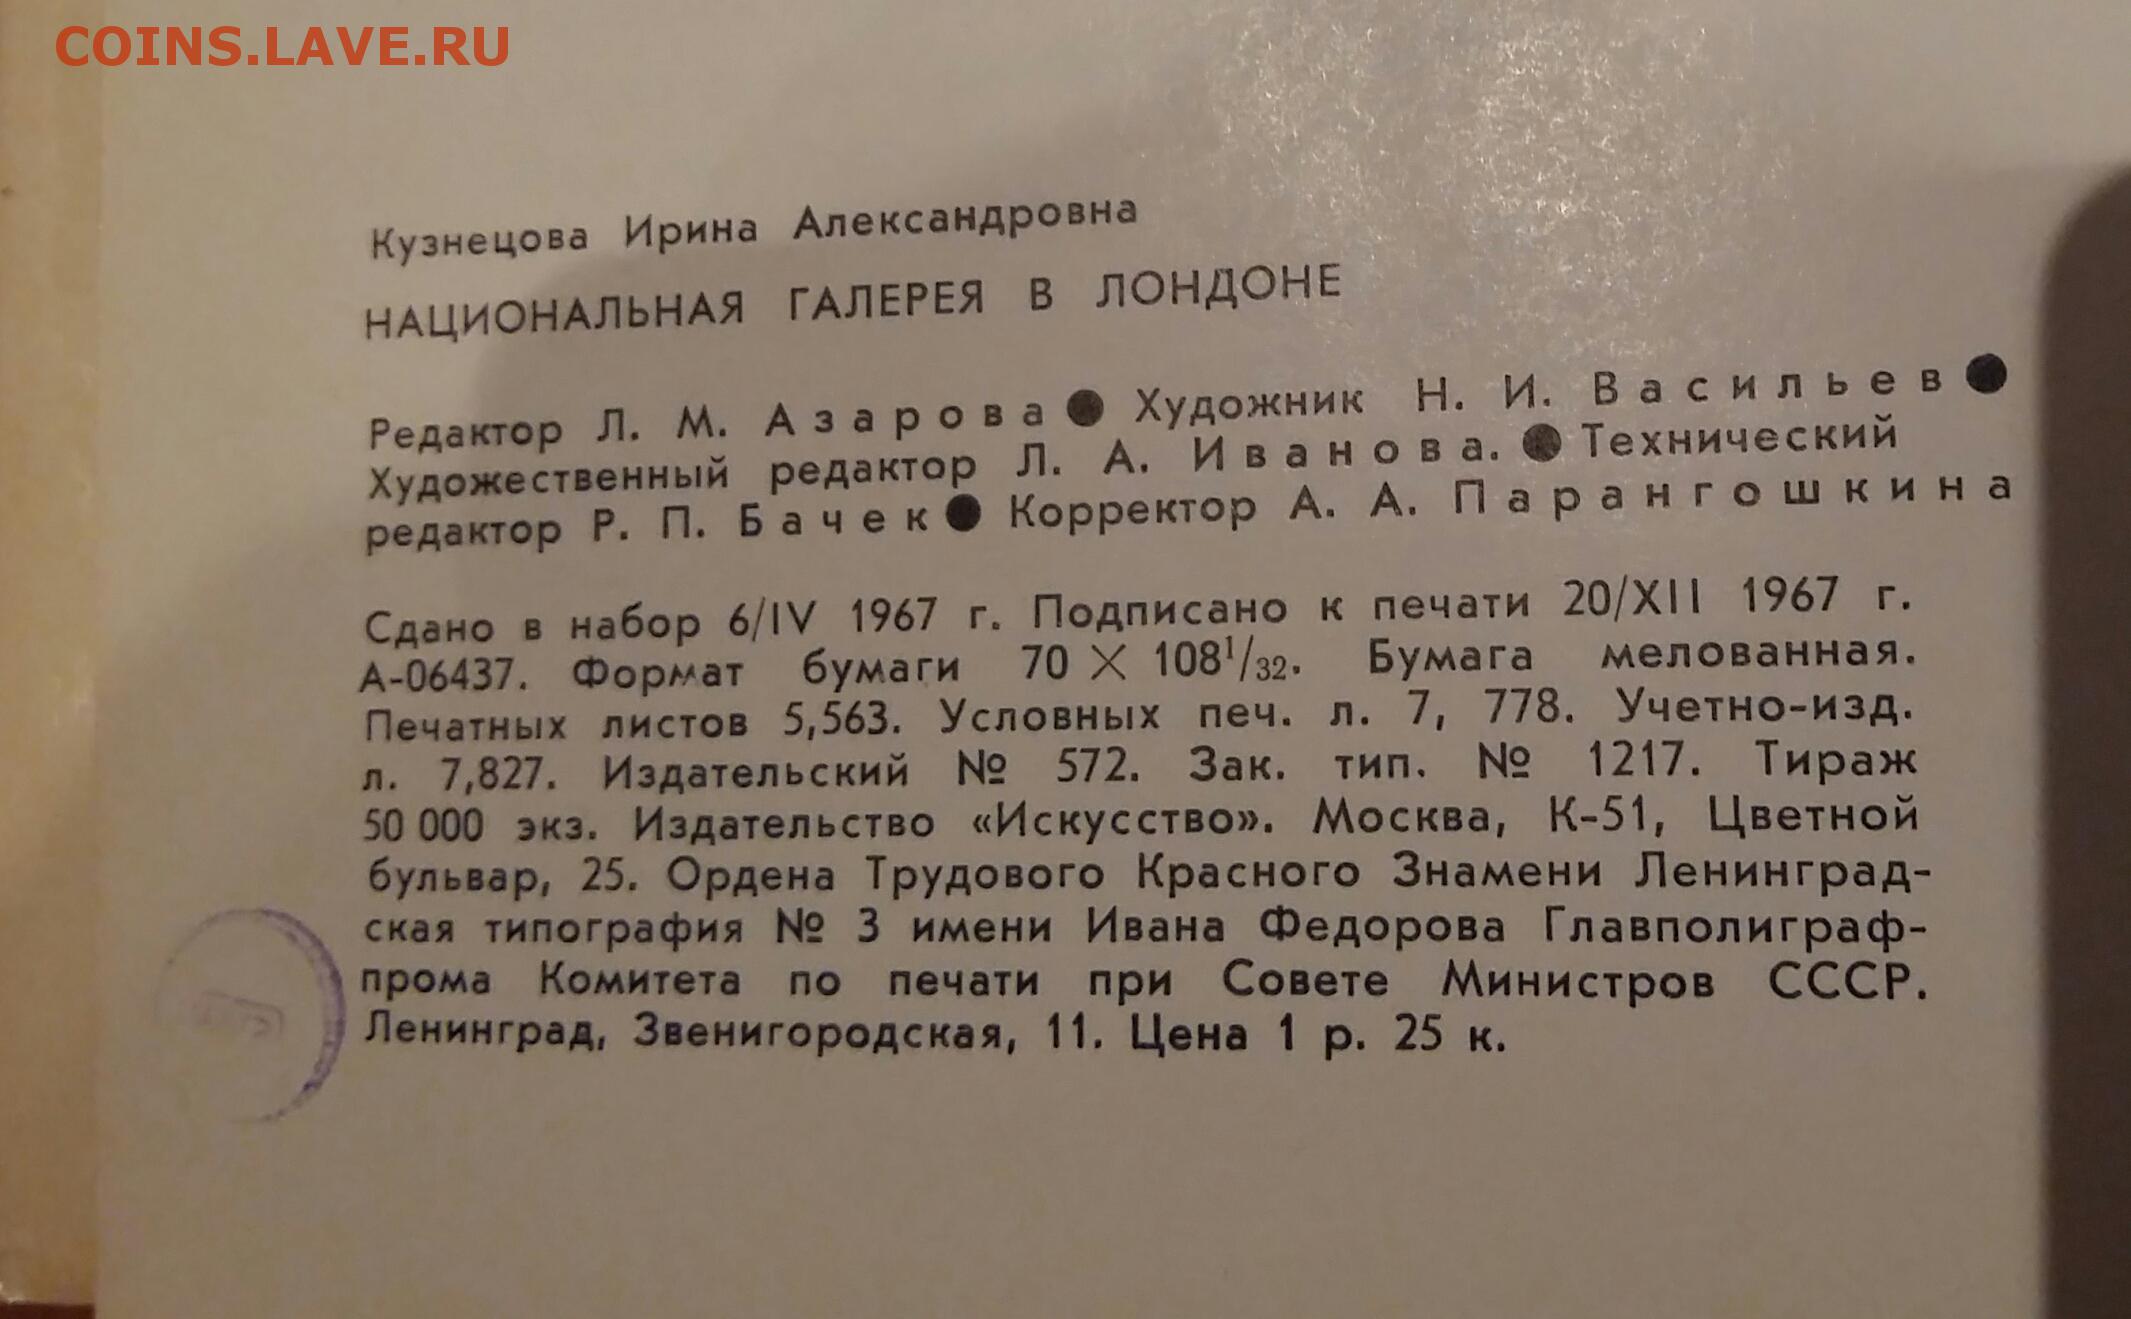 COINS.LAVE.RU
Кузнецова Ирина Александровна
НАЦИОНАЛЬНАЯ ГАЛЕРЕЯ В ЛОНДОНЕ
Редактор Л. М. Азарова ● Художник Н. И. Васильев ●
Художественный редактор Л. А. Иванова. ● Технический
редактор Р. П. Бачек ● Корректор А. А. Парангошкина
Сдано в набор 6/IV 1967 г. Подписано к печати 20/XII 1967 г.
А-06437. Формат бумаги 70 × 108¹/₃₂. Бумага мелованная.
Печатных листов 5,563. Условных печ. л. 7, 778. Учетно-изд.
л. 7,827. Издательский № 572. Зак. тип. № 1217. Тираж
50 000 экз. Издательство «Искусство». Москва, К-51, Цветной
бульвар, 25. Ордена Трудового Красного Знамени Ленинград-
ская типография № 3 имени Ивана Федорова Главполиграф-
прома Комитета по печати при Совете Министров СССР.
Ленинград, Звенигородская, 11. Цена 1 р. 25 к.